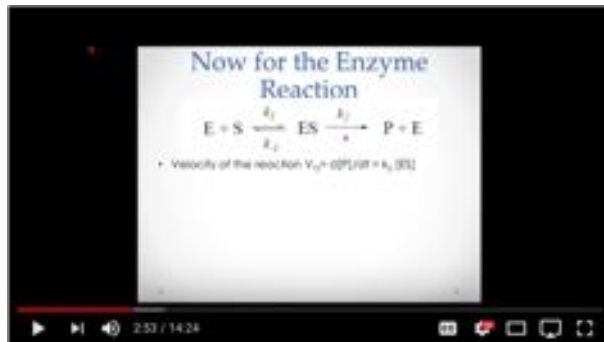 Now for the Enzyme
Reaction
E + S ES P + E
• Velocity of the reaction V₀= d[P]/dt = k₂ [ES]
2:53 / 14:24